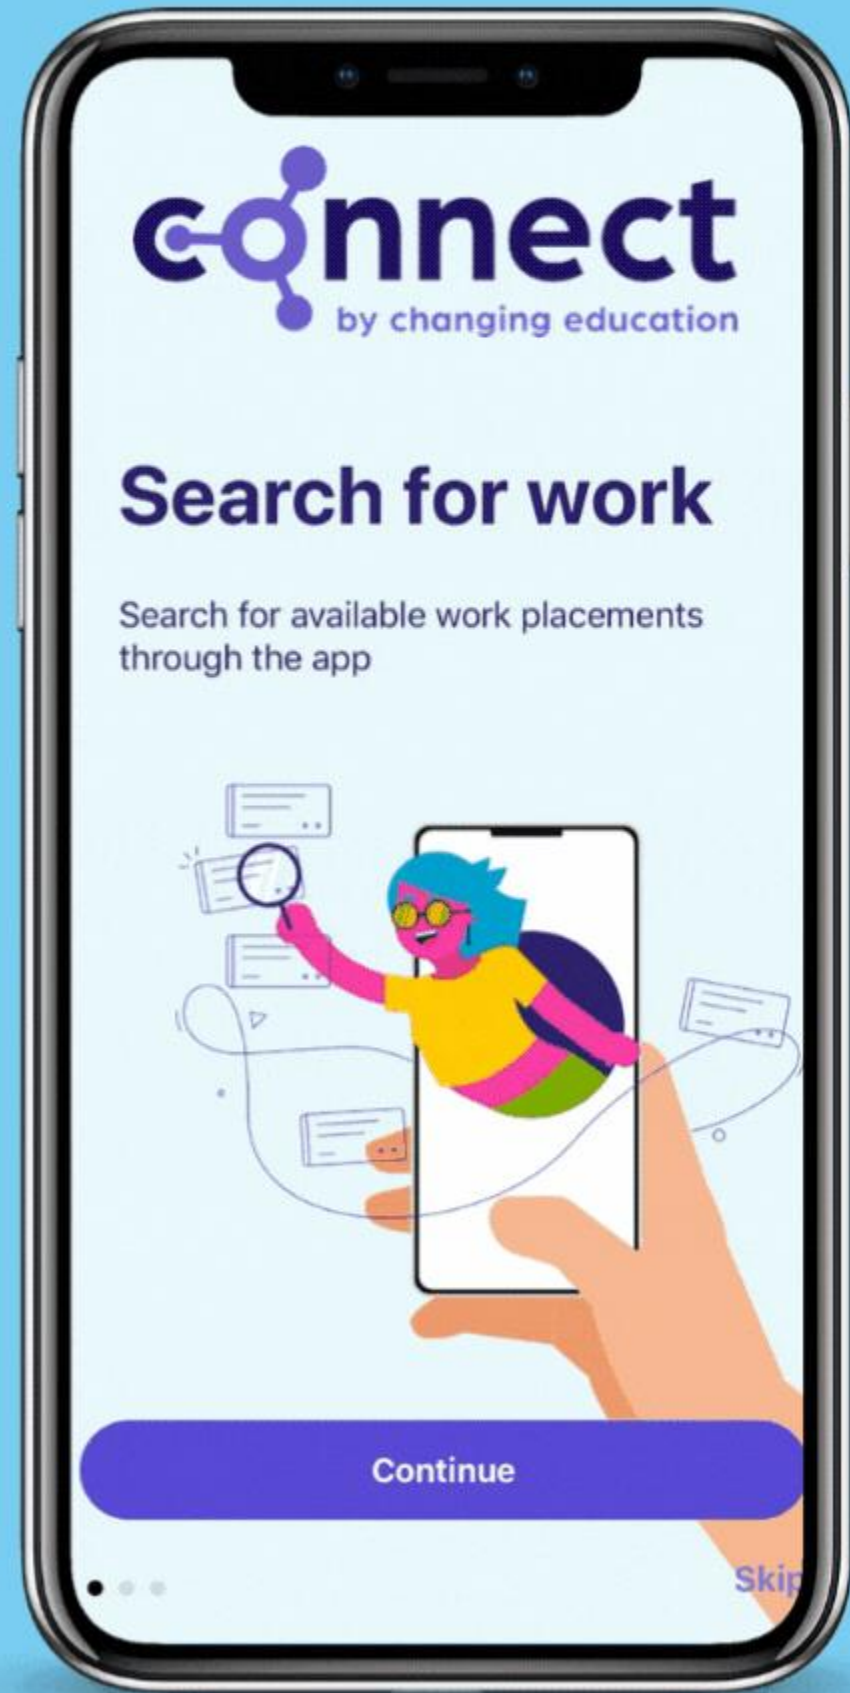 connect
by changing education
Search for work
Search for available work placements
through the app
Continue
Skip